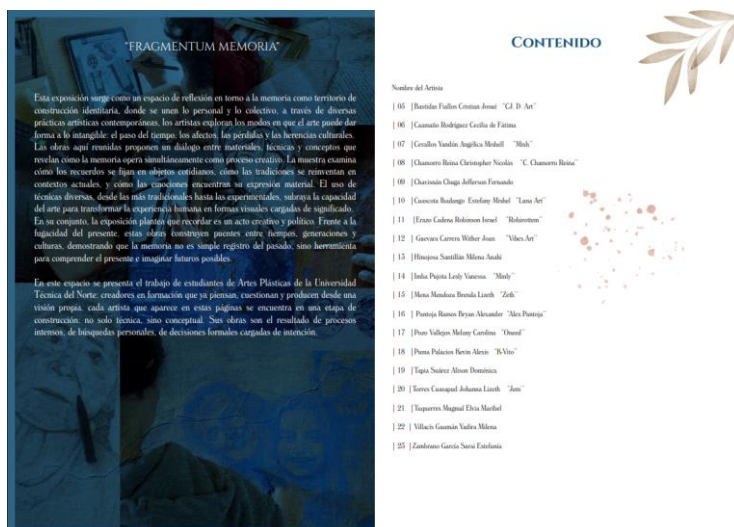 "FRAGMENTUM MEMORIA"
Esta exposición surge como un espacio de reflexión en torno a la memoria como territorio de
construcción identitaria, donde se unen lo personal y lo colectivo, a través de diversas
prácticas artísticas contemporáneas, los artistas exploran los modos en que el arte puede dar
forma a lo intangible: el paso del tiempo, los afectos, las pérdidas y las herencias culturales.
Las obras aquí reunidas proponen un diálogo entre materiales, técnicas y conceptos que
revelan cómo la memoria opera simultáneamente como proceso creativo. La muestra examina
cómo los recuerdos se fijan en objetos cotidianos, cómo las tradiciones se reinventan en
contextos actuales, y cómo las emociones encuentran su expresión material. El uso de
técnicas diversas, desde las más tradicionales hasta las experimentales, subraya la capacidad
del arte para transformar la experiencia humana en formas visuales cargadas de significado.
En su conjunto, la exposición plantea que recordar es un acto creativo y político. Frente a la
fugacidad del presente, estas obras construyen puentes entre tiempos, generaciones y
culturas, demostrando que la memoria no es simple registro del pasado, sino herramienta
para comprender el presente e imaginar futuros posibles.
En este espacio se presenta el trabajo de estudiantes de Artes Plásticas de la Universidad
Técnica del Norte: creadores en formación que ya piensan, cuestionan y producen desde una
visión propia, cada artista que aparece en estas páginas se encuentra en una etapa de
construcción: no solo técnica, sino conceptual. Sus obras son el resultado de procesos
intensos, de búsquedas personales, de decisiones formales cargadas de intención.
CONTENIDO
Nombre del Artista
| 05 | Bastidas Fiallos Cristian Josué "GJ. D. Art"
| 06 | Caamaño Rodríguez Cecilia de Fátima
| 07 | Cevallos Yandún Angélica Mishell "Mish"
| 08 | Chamorro Reina Christopher Nicolás "C. Chamorro Reina"
| 09 | Chavisnán Chuga Jefferson Fernando
| 10 | Cuascota Ipiales Estefany Mishel "Luna Art"
| 11 | Erazo Cadena Robinson Israel "Robirotten"
| 12 | Guevara Carrera Wither Joan "Vibes Art"
| 13 | Hinojosa Santillán Milena Anahi
| 14 | Imba Pujota Lesly Vanessa. "Minly"
| 15 | Mena Mendoza Brenda Lizeth "Zeth"
| 16 | Pantoja Ramos Bryan Alexander "Alex Pantoja"
| 17 | Pozo Vallejos Melany Carolina
| 18 | Puma Palacios Kevin Alexis "K-Vito"
| 19 | Tapia Suárez Alison Doménica
| 20 | Torres Cuasapud Johanna Lizeth
| 21 | Tuquerres Mugmal Elvia Maribel
| 22 | Villacís Guamán Yadira Milena
| 23 | Zambrano García Sarai Estefania